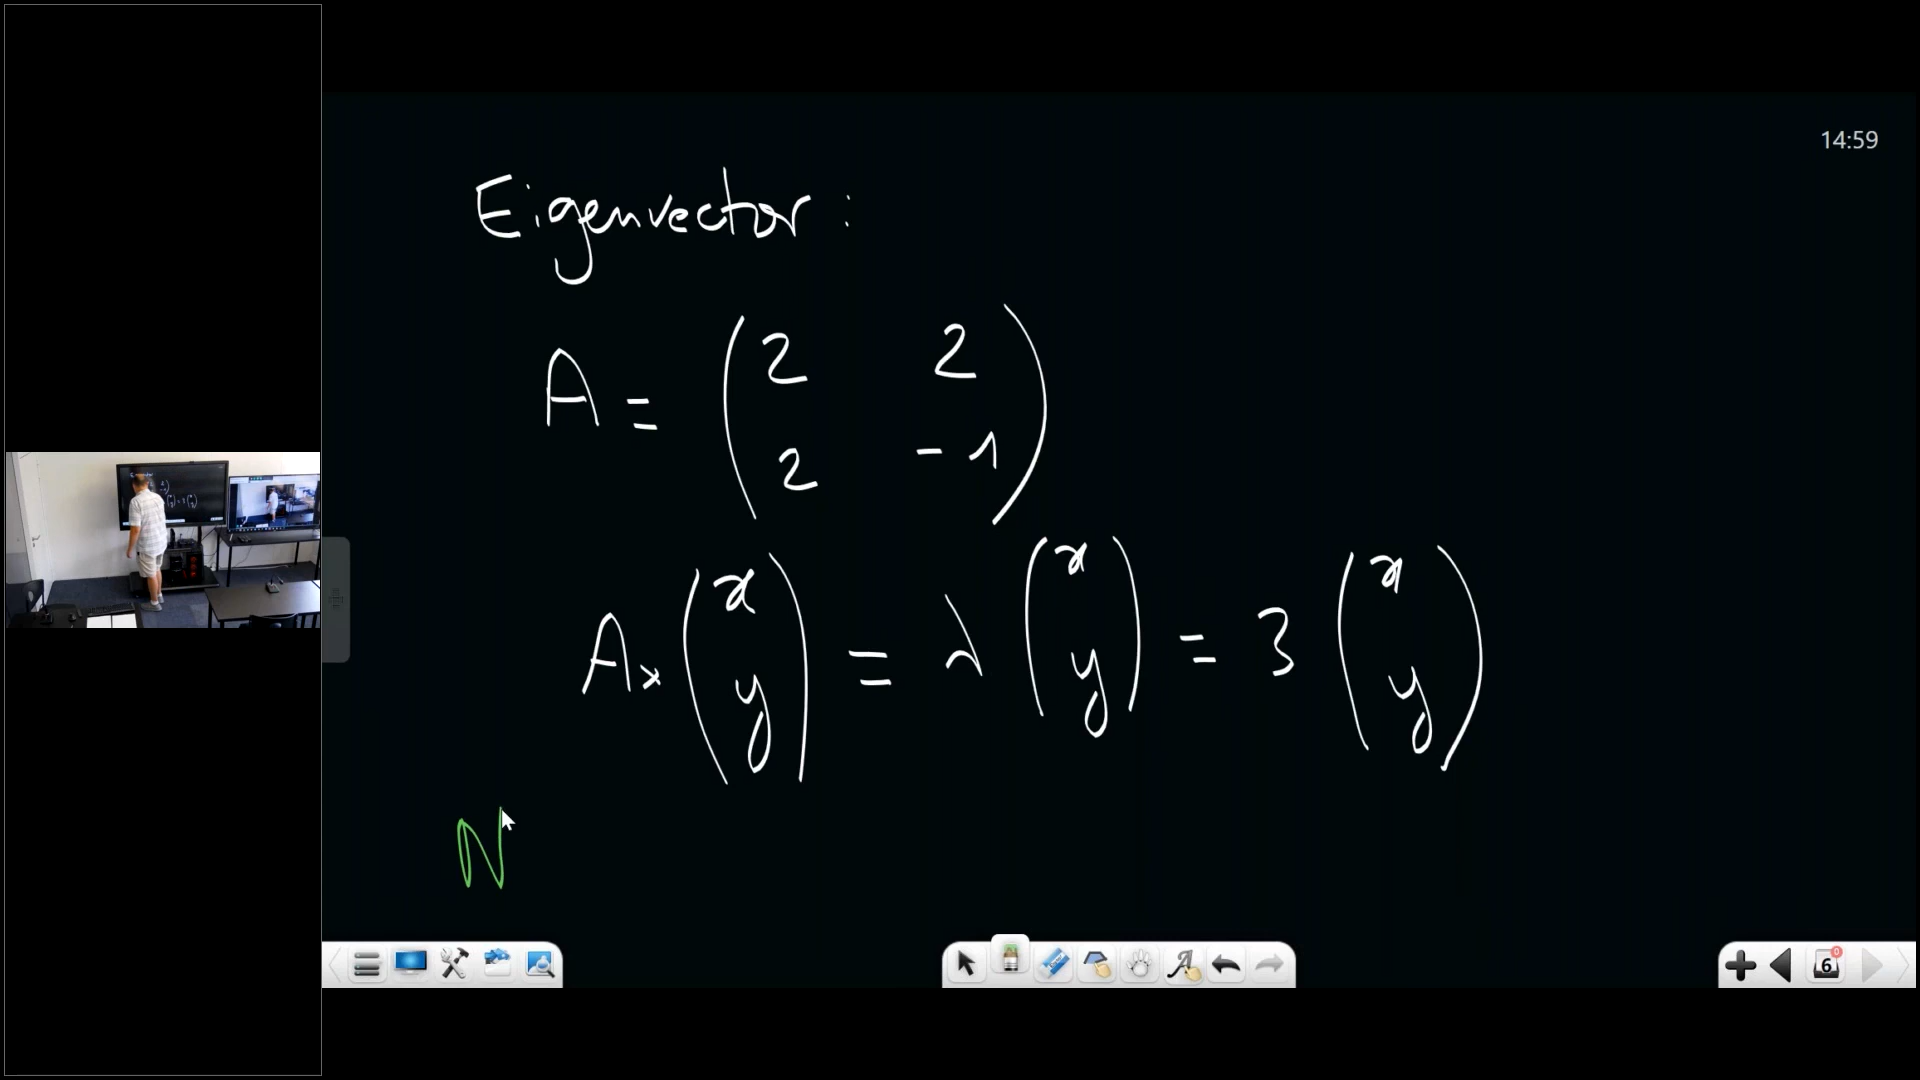 14:59
Eigenvector:
A = ( 2 2
2 -1 )
A x ( x y ) = λ ( x y ) = 3 ( x y )
N
6